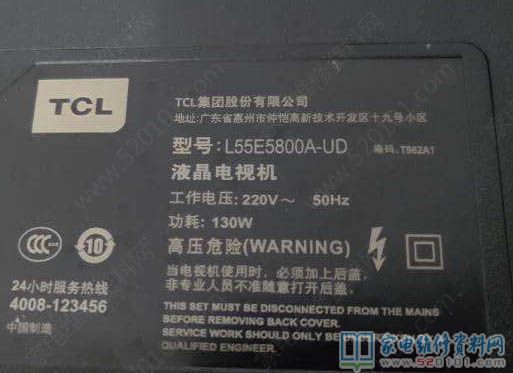 TCL
TCL集团股份有限公司
地址:广东省惠州市仲恺高新技术开发区十九号小区
型号:L55E5800A-UD 编码.T962A1
液晶电视机
工作电压:220V～ 50Hz
功耗: 130W
高压危险(WARNING)
当电视机使用时,必须加上后盖。
非专业人员不准随意打开后盖。
THIS SET MUST BE DISCONNECTED FROM THE MAINS
BEFORE REMOVING BACK COVER.
SERVICE WORK SHOULD ONLY BE
QUALIFIED ENGINEER.
CCC
10
24小时服务热线
4008-123456
中国制造
家电维修资料网
520101.com